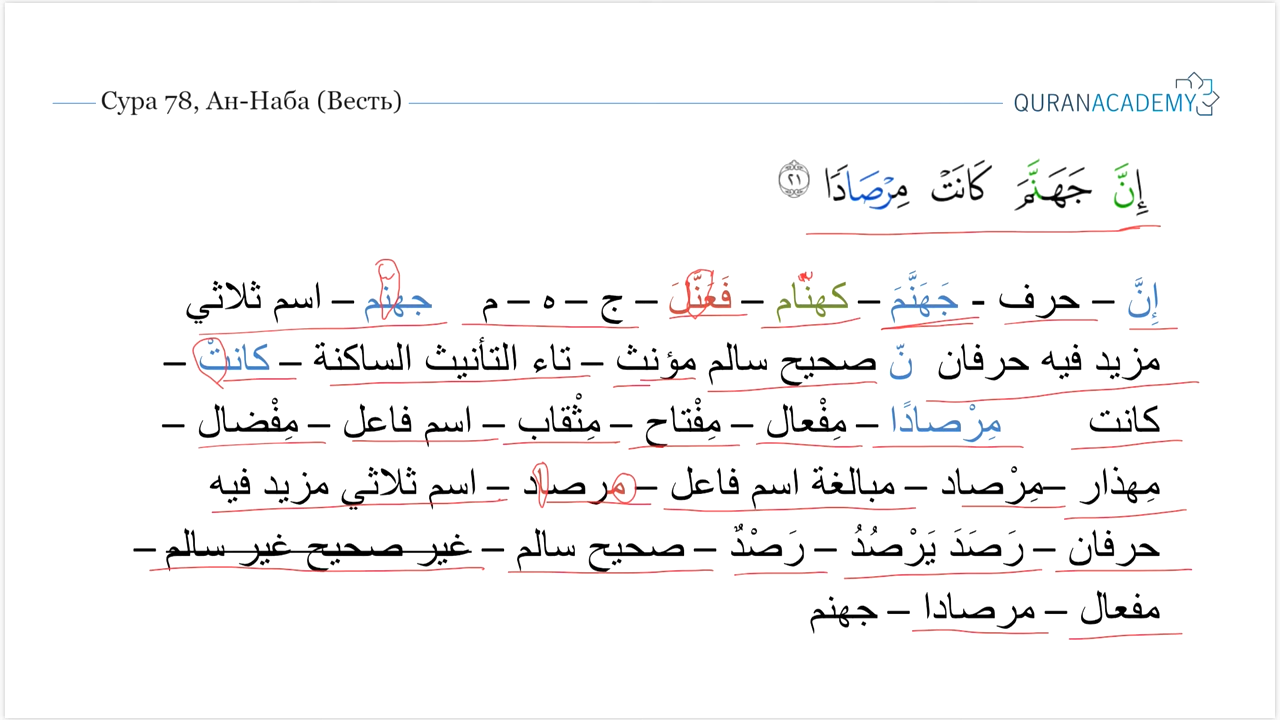 Сура 78, Ан-Наба (Весть)
QURANACADEMY
إِنَّ جَهَنَّمَ كَانَتْ مِرْصَادًا ٢١
إِنَّ – حرف - جَهَنَّمَ – كهنّام – فَعَنَّلَ – ج – ه – م جهنّم – اسم ثلاثي
مزيد فيه حرفان نّ صحيح سالم مؤنث – تاء التأنيث الساكنة – كانتْ –
كانت مِرْصادًا – مِفْعال – مِفْتاح – مِثْقاب – اسم فاعل – مِفْضال –
مِهذار –مِرْصاد – مبالغة اسم فاعل – مرصاد – اسم ثلاثي مزيد فيه
حرفان – رَصَدَ يَرْصُدُ – رَصْدٌ – صحيح سالم – غير صحيح غير سالم –
مفعال – مرصادا – جهنم